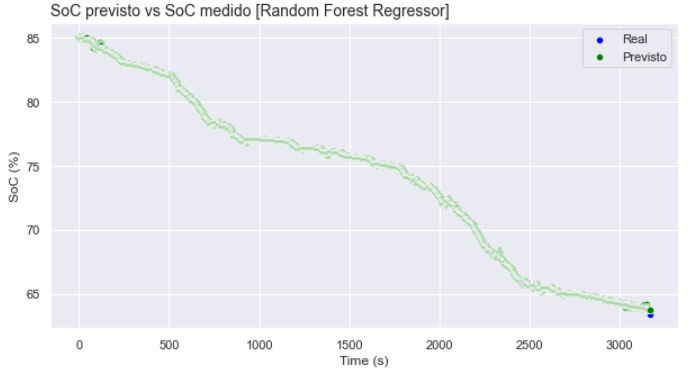 SoC previsto vs SoC medido [Random Forest Regressor]
85
80
75
70
65
SoC (%)
Real
Previsto
0 500 1000 1500 2000 2500 3000
Time (s)